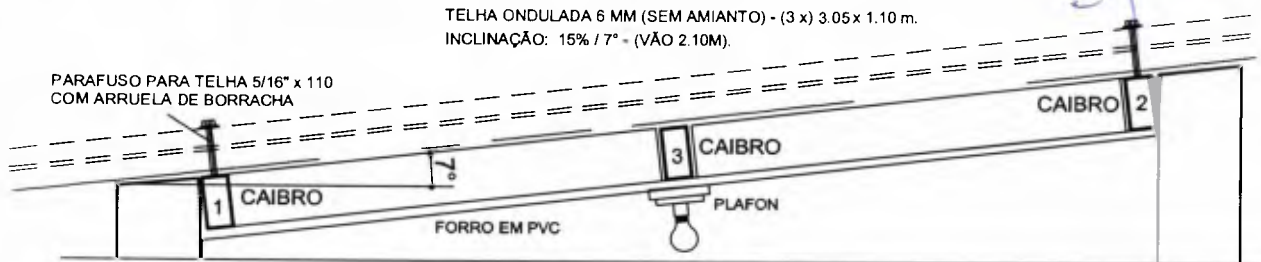 TELHA ONDULADA 6 MM (SEM AMIANTO) - (3 x) 3.05 x 1.10 m.
INCLINAÇÃO: 15% / 7° - (VÃO 2.10M).
PARAFUSO PARA TELHA 5/16" x 110
COM ARRUELA DE BORRACHA
CAIBRO 2
3 CAIBRO
7°
1 CAIBRO
PLAFON
FORRO EM PVC